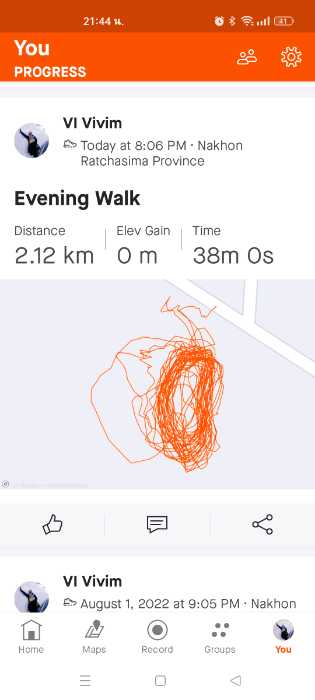 21:44 น.
41
You
PROGRESS
VI Vivim
Today at 8:06 PM · Nakhon
Ratchasima Province
Evening Walk
Distance
Elev Gain
Time
2.12 km
0 m
38m 0s
VI Vivim
August 1, 2022 at 9:05 PM · Nakhon
Home
Maps
Record
Groups
You